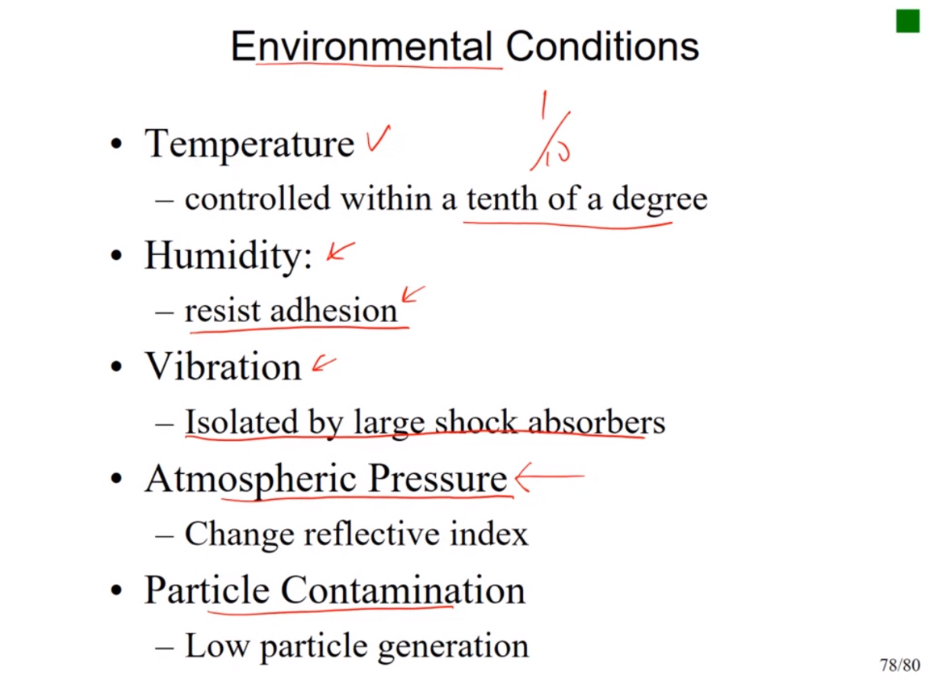 Environmental Conditions
1/10
• Temperature
– controlled within a tenth of a degree
• Humidity:
– resist adhesion
• Vibration
– Isolated by large shock absorbers
• Atmospheric Pressure
– Change reflective index
• Particle Contamination
– Low particle generation
78/80